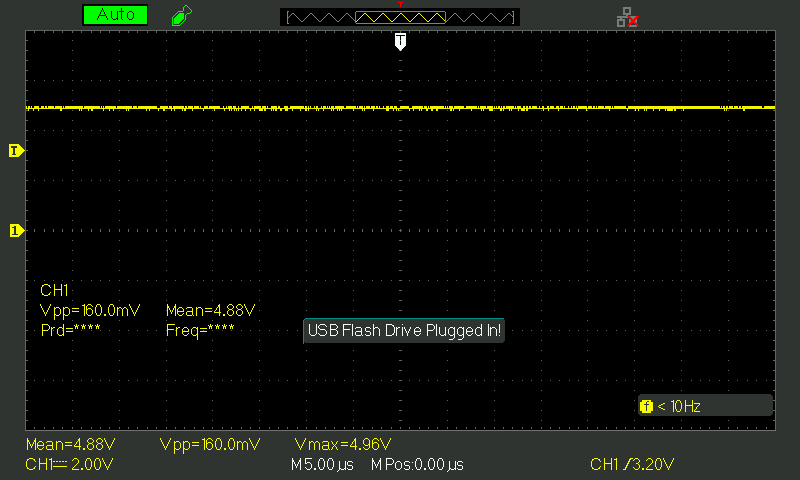 Auto
T
T
T
1
CH1
Vpp=160.0mV Mean=4.88V
Prd=**** Freq=****
USB Flash Drive Plugged In!
f < 10Hz
Mean=4.88V Vpp=160.0mV Vmax=4.96V
CH1 2.00V M 5.00 µs M Pos:0.00 µs CH1 3.20V